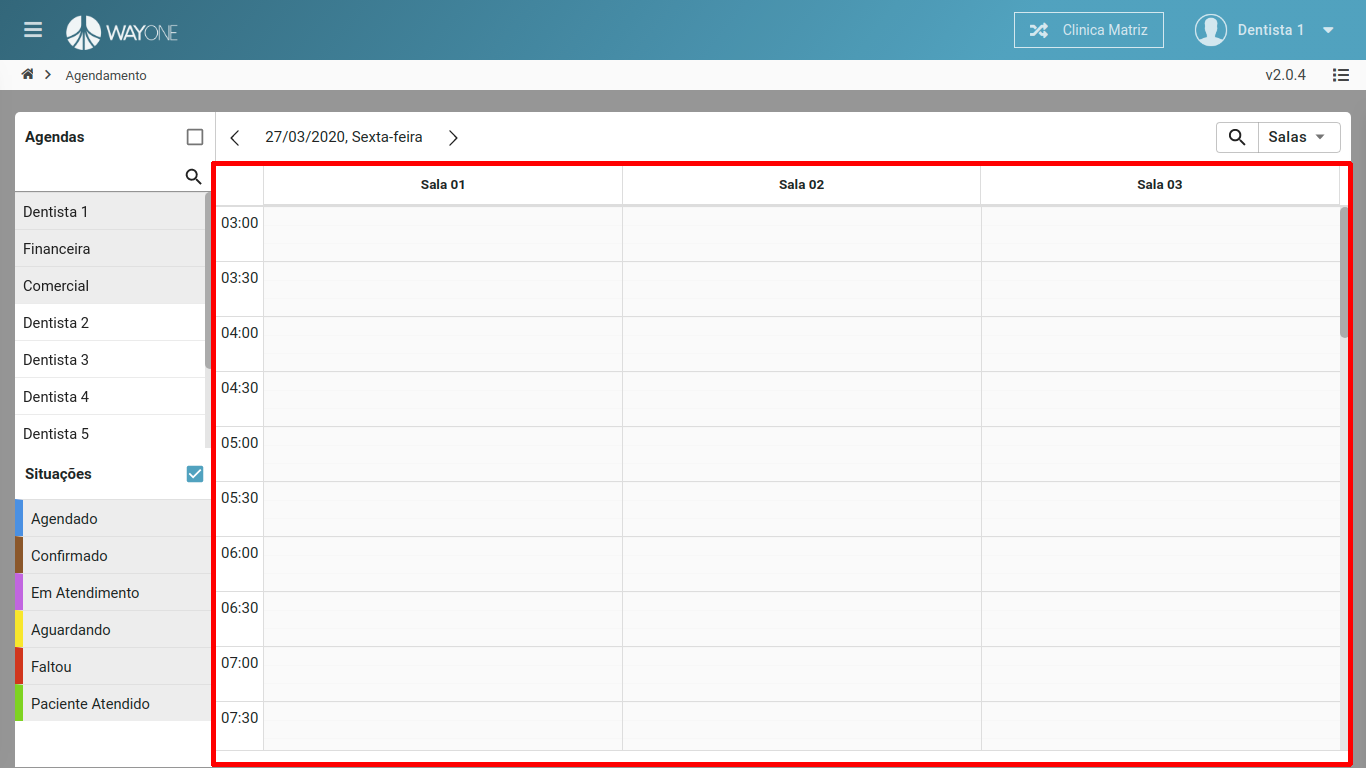 WAYONE
Clinica Matriz
Dentista 1
Agendamento
v2.0.4
Agendas
27/03/2020, Sexta-feira
Salas
Sala 01
Sala 02
Sala 03
Dentista 1
Financeira
Comercial
Dentista 2
Dentista 3
Dentista 4
Dentista 5
Situações
Agendado
Confirmado
Em Atendimento
Aguardando
Faltou
Paciente Atendido
03:00
03:30
04:00
04:30
05:00
05:30
06:00
06:30
07:00
07:30